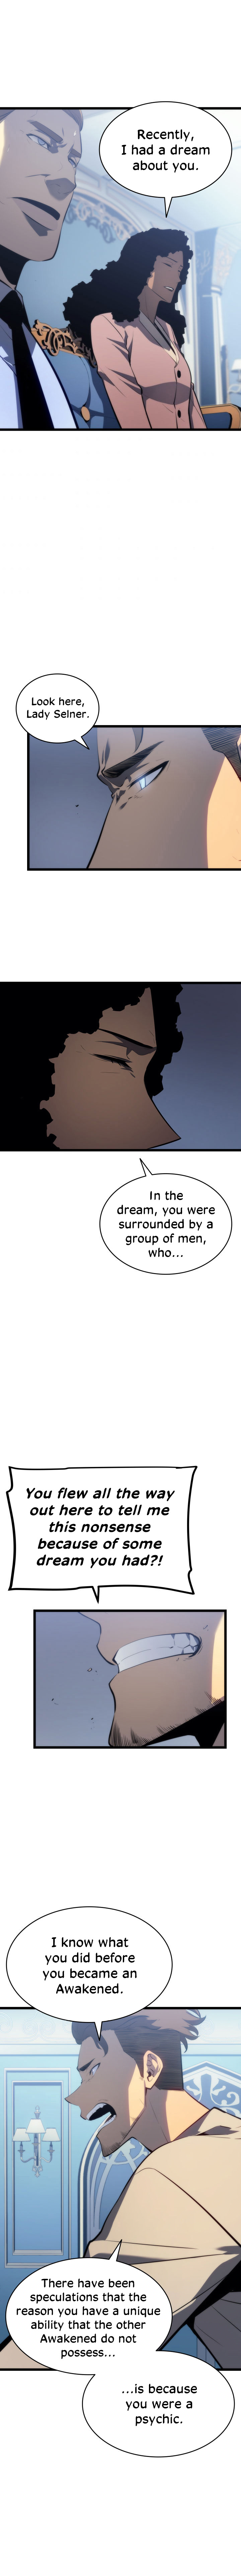 Recently,
I had a dream
about you.
Look here,
Lady Selner.
In the
dream, you were
surrounded by a
group of men,
who...
You flew all the way
out here to tell me
this nonsense
because of some
dream you had?!
I know what
you did before
you became an
Awakened.
There have been
speculations that the
reason you have a unique
ability that the other
Awakened do not
possess...
...is because
you were a
psychic.